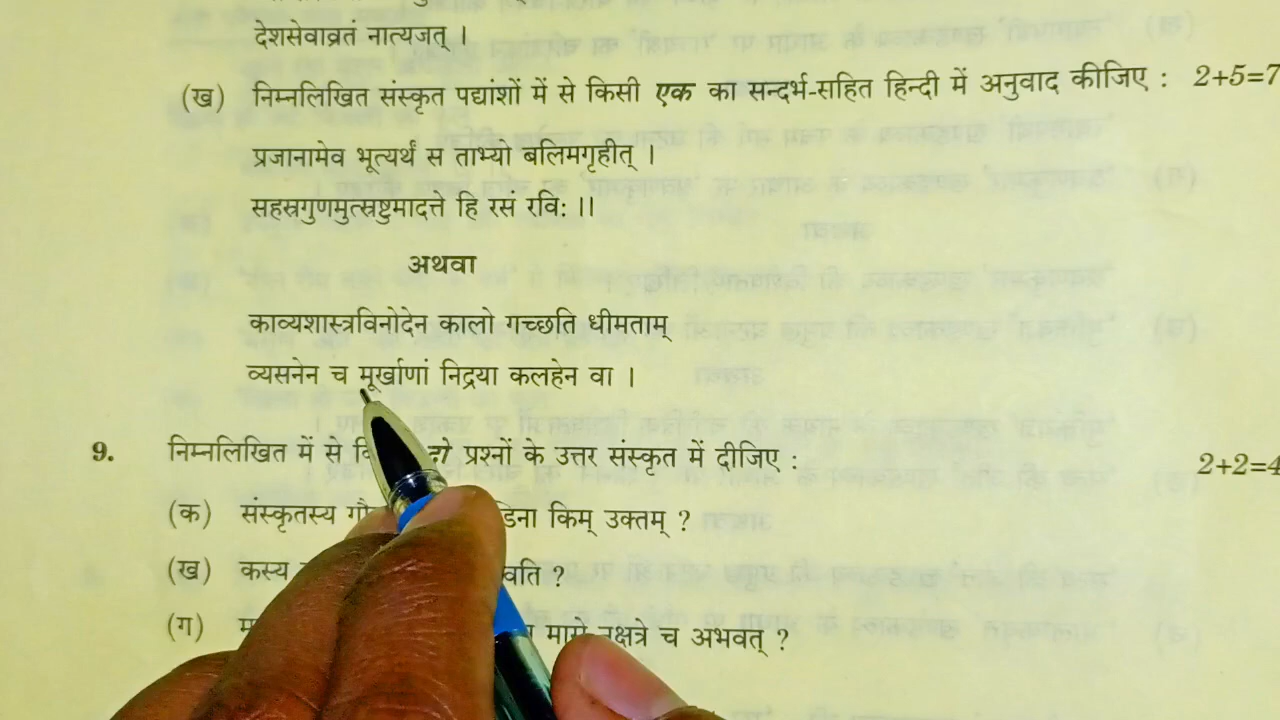 देशसेवाव्रतं नात्यजत् ।
(ख) निम्नलिखित संस्कृत पद्यांशों में से किसी एक का सन्दर्भ-सहित हिन्दी में अनुवाद कीजिए : 2+5=7
प्रजानामेव भूत्यर्थं स ताभ्यो बलिमगृहीत् ।
सहस्रगुणमुत्स्रष्टुमादत्ते हि रसं रविः ।।
अथवा
काव्यशास्त्रविनोदेन कालो गच्छति धीमताम्
व्यसनेन च मूर्खाणां निद्रया कलहेन वा ।
9. निम्नलिखित में से दो प्रश्नों के उत्तर संस्कृत में दीजिए : 2+2=4
(क) संस्कृतस्य किम् उक्तम् ?
(ख) कस्य
(ग) मासे नक्षत्रे च अभवत् ?